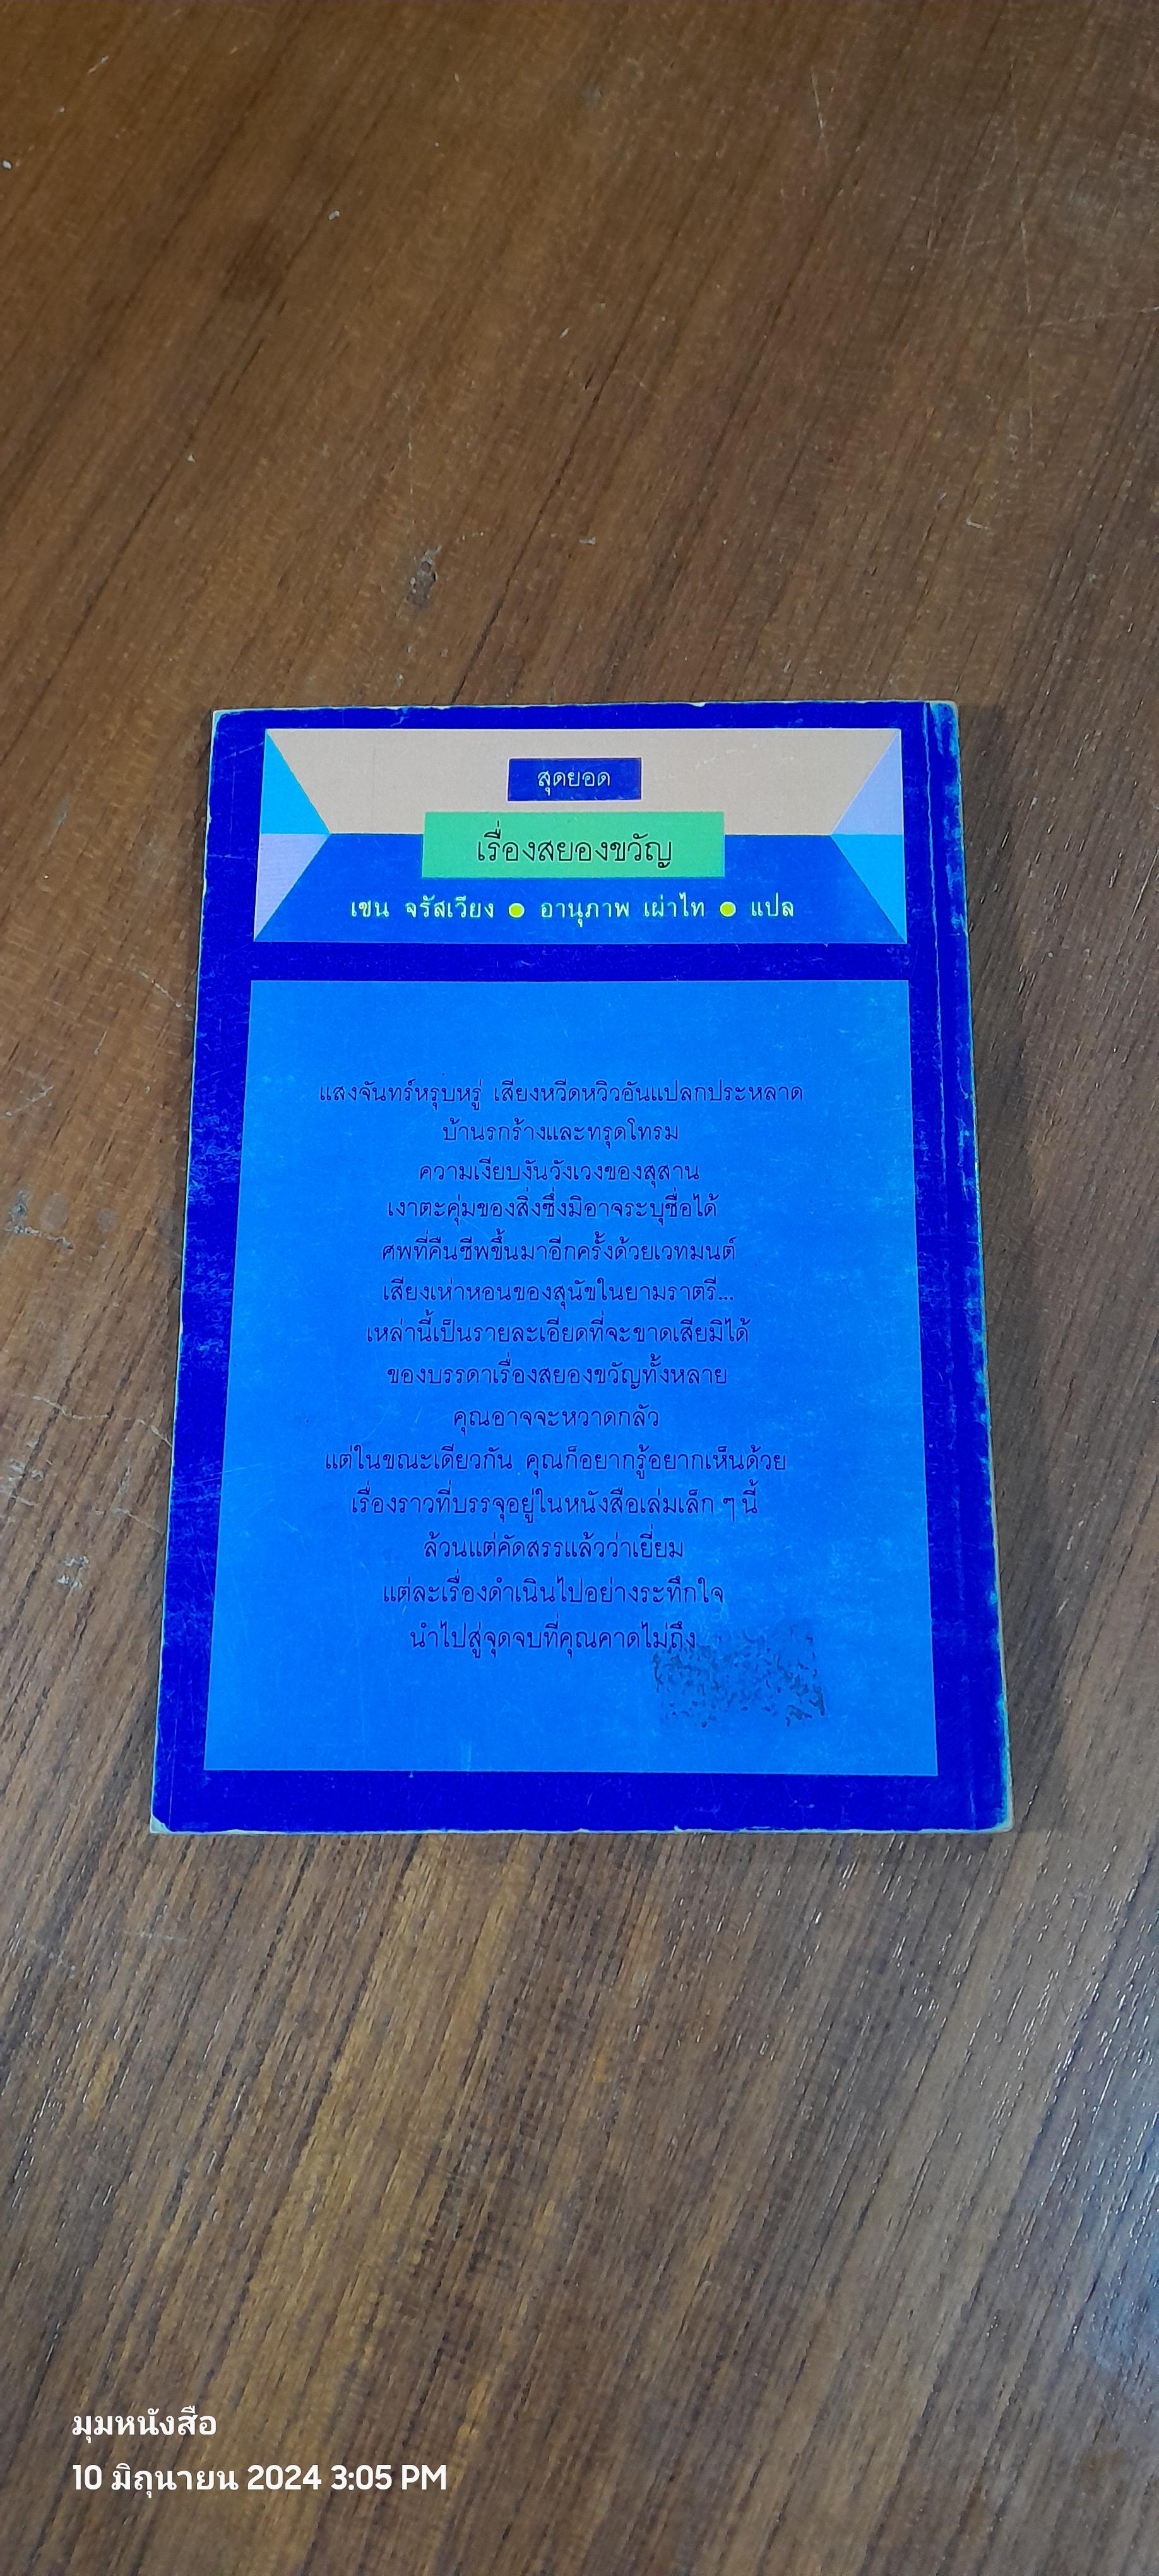 สุดยอด
เรื่องสยองขวัญ
เชน จรัสเวียง ● อานุภาพ เผ่าไท ● แปล
แสงจันทร์หรุบหรู่ เสียงหวีดหวิวอันแปลกประหลาด
บ้านรกร้างและทรุดโทรม
ความเงียบงันวังเวงของสุสาน
เงาตะคุ่มของสิ่งซึ่งมิอาจระบุชื่อได้
ศพที่คืนชีพขึ้นมาอีกครั้งด้วยเวทมนต์
เสียงเห่าหอนของสุนัขในยามราตรี...
เหล่านี้เป็นรายละเอียดที่จะขาดเสียมิได้
ของบรรดาเรื่องสยองขวัญทั้งหลาย
คุณอาจจะหวาดกลัว
แต่ในขณะเดียวกัน คุณก็อยากรู้อยากเห็นด้วย
เรื่องราวที่บรรจุอยู่ในหนังสือเล่มเล็ก ๆ นี้
ล้วนแต่คัดสรรแล้วว่าเยี่ยม
แต่ละเรื่องดำเนินไปอย่างระทึกใจ
นำไปสู่จุดจบที่คุณคาดไม่ถึง
มุมหนังสือ
10 มิถุนายน 2024 3:05 PM